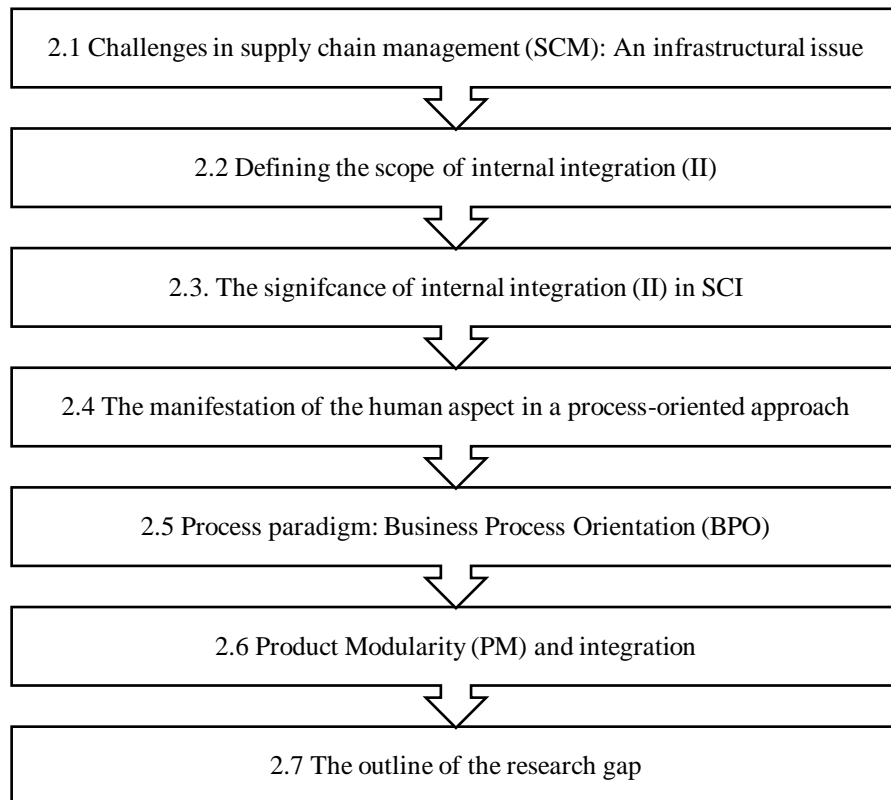 2.1 Challenges in supply chain management (SCM): An infrastructural issue
2.2 Defining the scope of internal integration (II)
2.3. The signifcance of internal integration (II) in SCI
2.4 The manifestation of the human aspect in a process-oriented approach
2.5 Process paradigm: Business Process Orientation (BPO)
2.6 Product Modularity (PM) and integration
2.7 The outline of the research gap